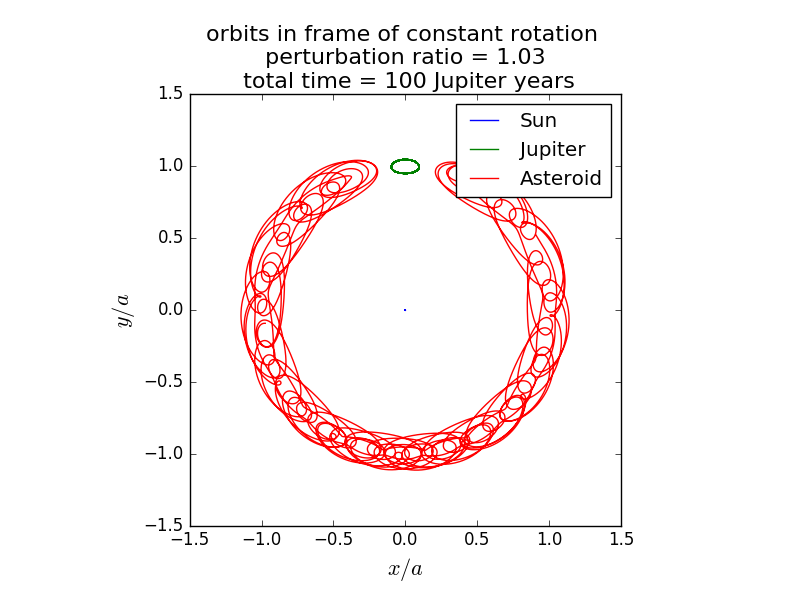 orbits in frame of constant rotation
perturbation ratio = 1.03
total time = 100 Jupiter years
1.5
1.0
0.5
0.0
−0.5
−1.0
−1.5
y/a
Sun
Jupiter
Asteroid
−1.5 −1.0 −0.5 0.0 0.5 1.0 1.5
x/a